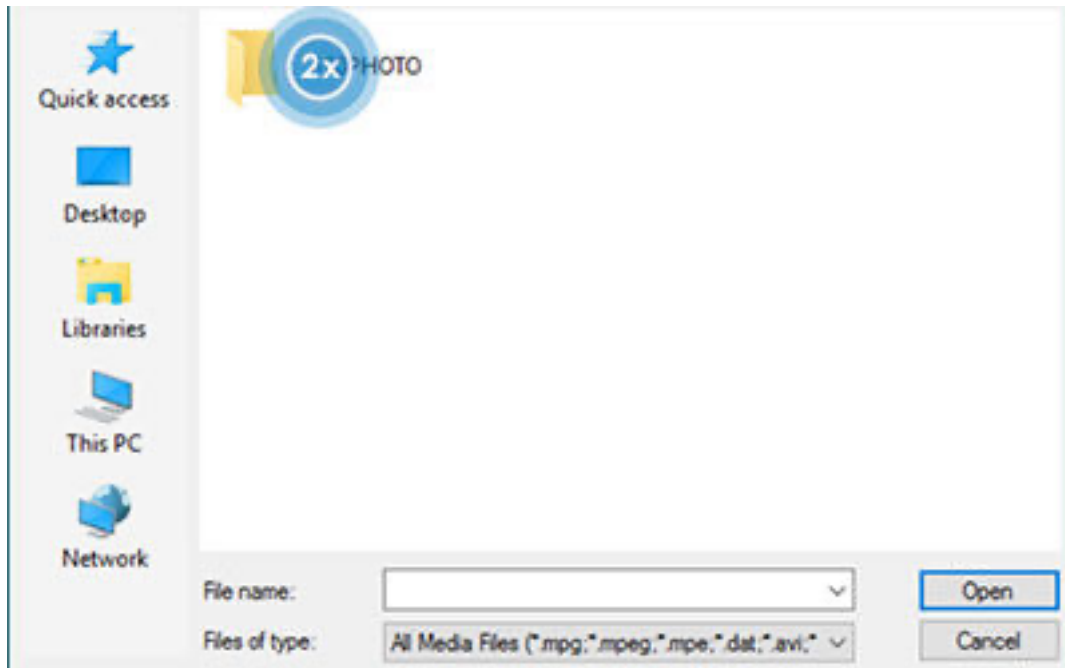 2x PHOTO
Quick access
Desktop
Libraries
This PC
Network
File name:
Open
Files of type:
All Media Files (*.mpg;*.mpeg;*.mpe;*.dat;*.avi;*
Cancel